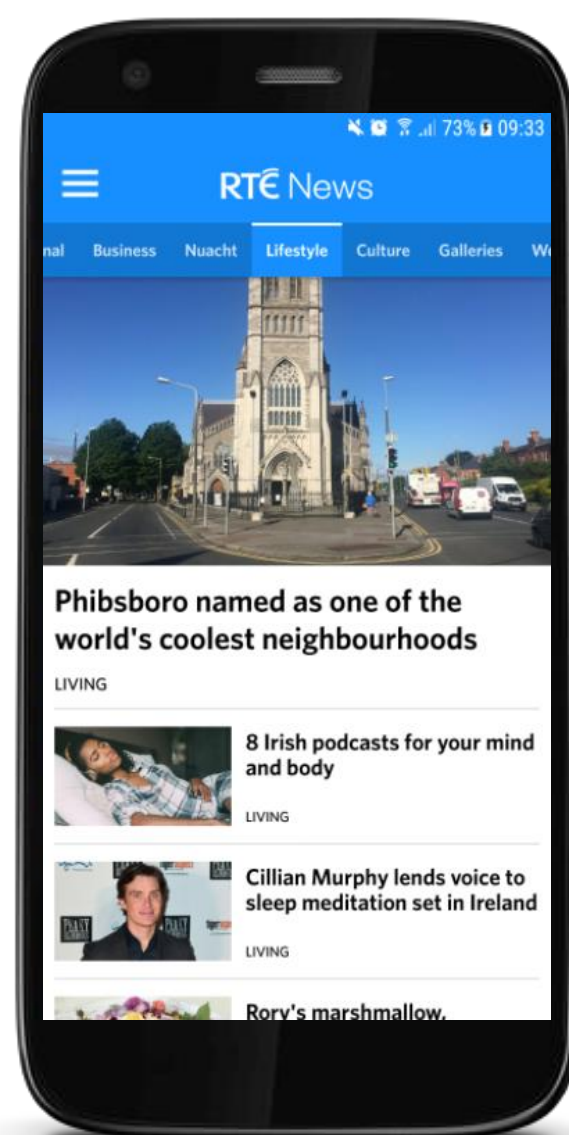 73% 09:33
RTÉ News
nal Business Nuacht Lifestyle Culture Galleries We
Phibsboro named as one of the
world's coolest neighbourhoods
LIVING
8 Irish podcasts for your mind
and body
LIVING
Cillian Murphy lends voice to
sleep meditation set in Ireland
LIVING
Rory's marshmallow,